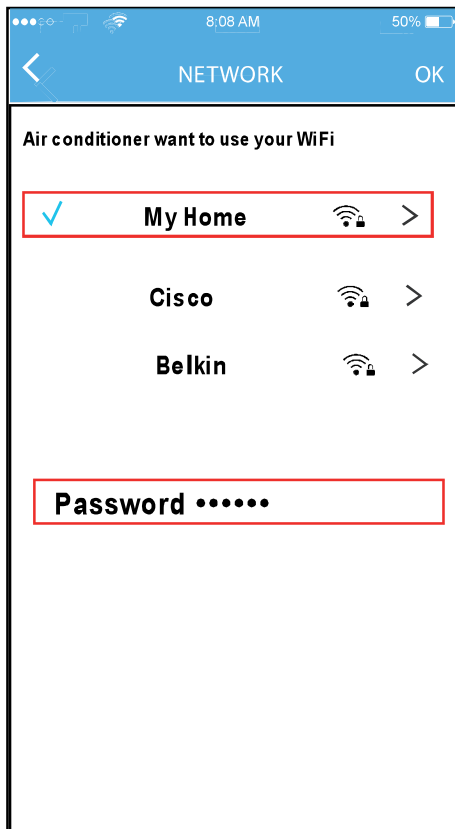 8:08 AM 50%
NETWORK OK
Air conditioner want to use your WiFi
My Home
Cisco
Belkin
Password ••••••